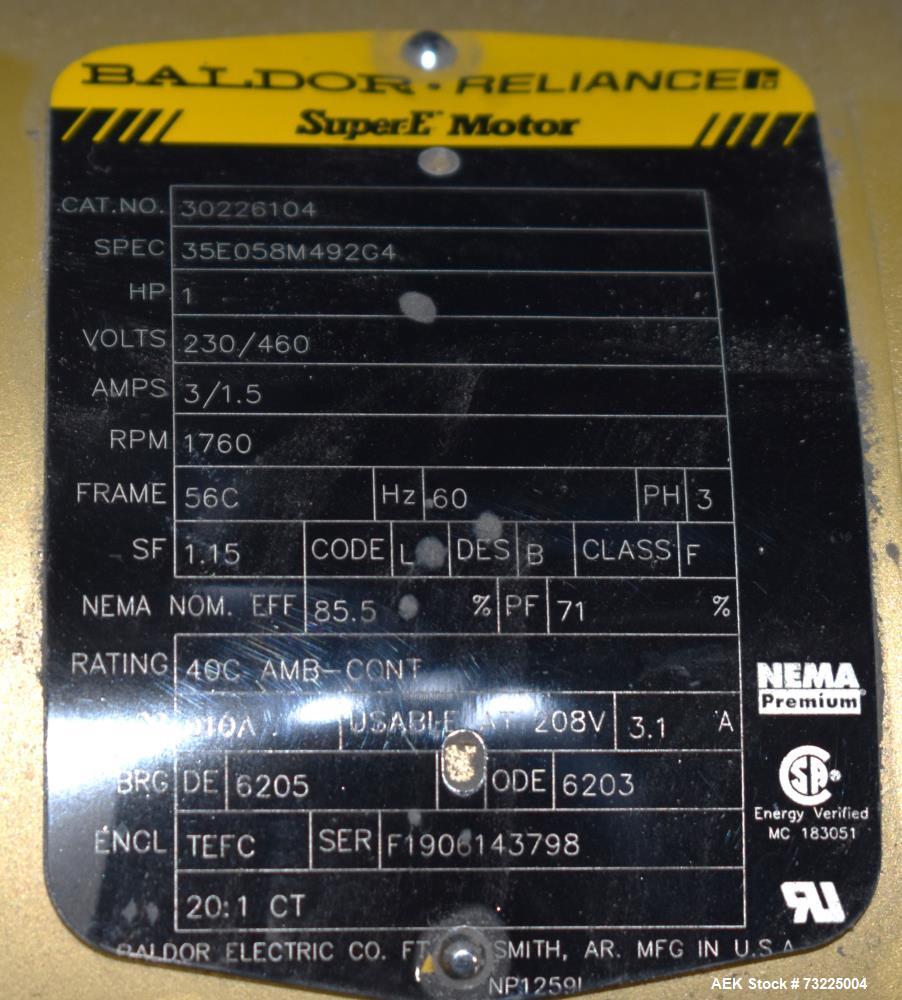 BALDOR · RELIANCE
Super-E Motor
CAT.NO. 30226104
SPEC 35E058M492G4
HP 1
VOLTS 230/460
AMPS 3/1.5
RPM 1760
FRAME 56C Hz 60 PH 3
SF 1.15 CODE L DES B CLASS F
NEMA NOM. EFF 85.5 % PF 71 %
RATING 40C AMB-CONT
010A USABLE AT 208V 3.1 A
BRG DE 6205 ODE 6203
ENCL TEFC SER F1906143798
20:1 CT
BALDOR ELECTRIC CO. FT SMITH, AR. MFG IN U.S.A
NP1259L
NEMA
Premium
Energy Verified
MC 183051
AEK Stock # 73225004